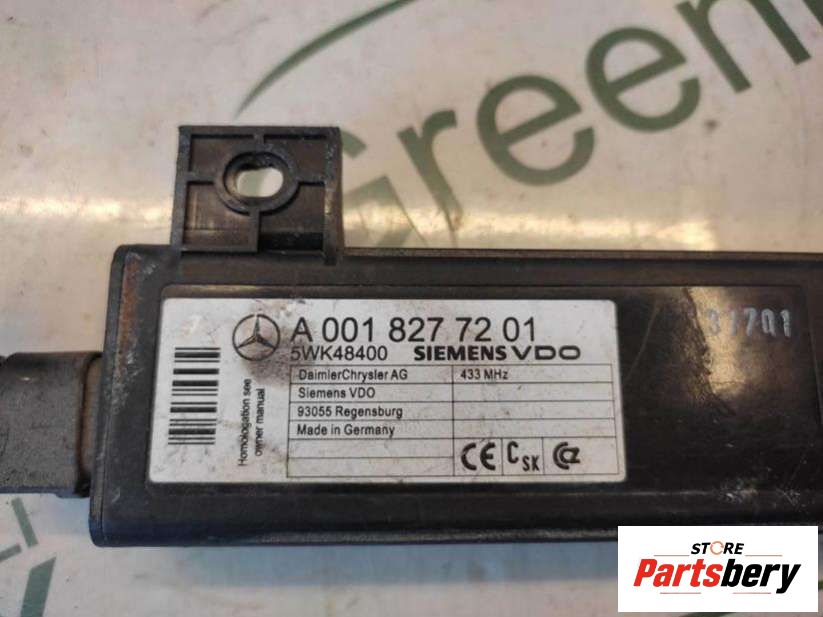 Green
A 001 827 72 01
5WK48400 SIEMENS VDO
DaimlerChrysler AG 433 MHz
Siemens VDO
93055 Regensburg
Made in Germany
Homologation see
owner manual
CE CSK
STORE
Partsbery